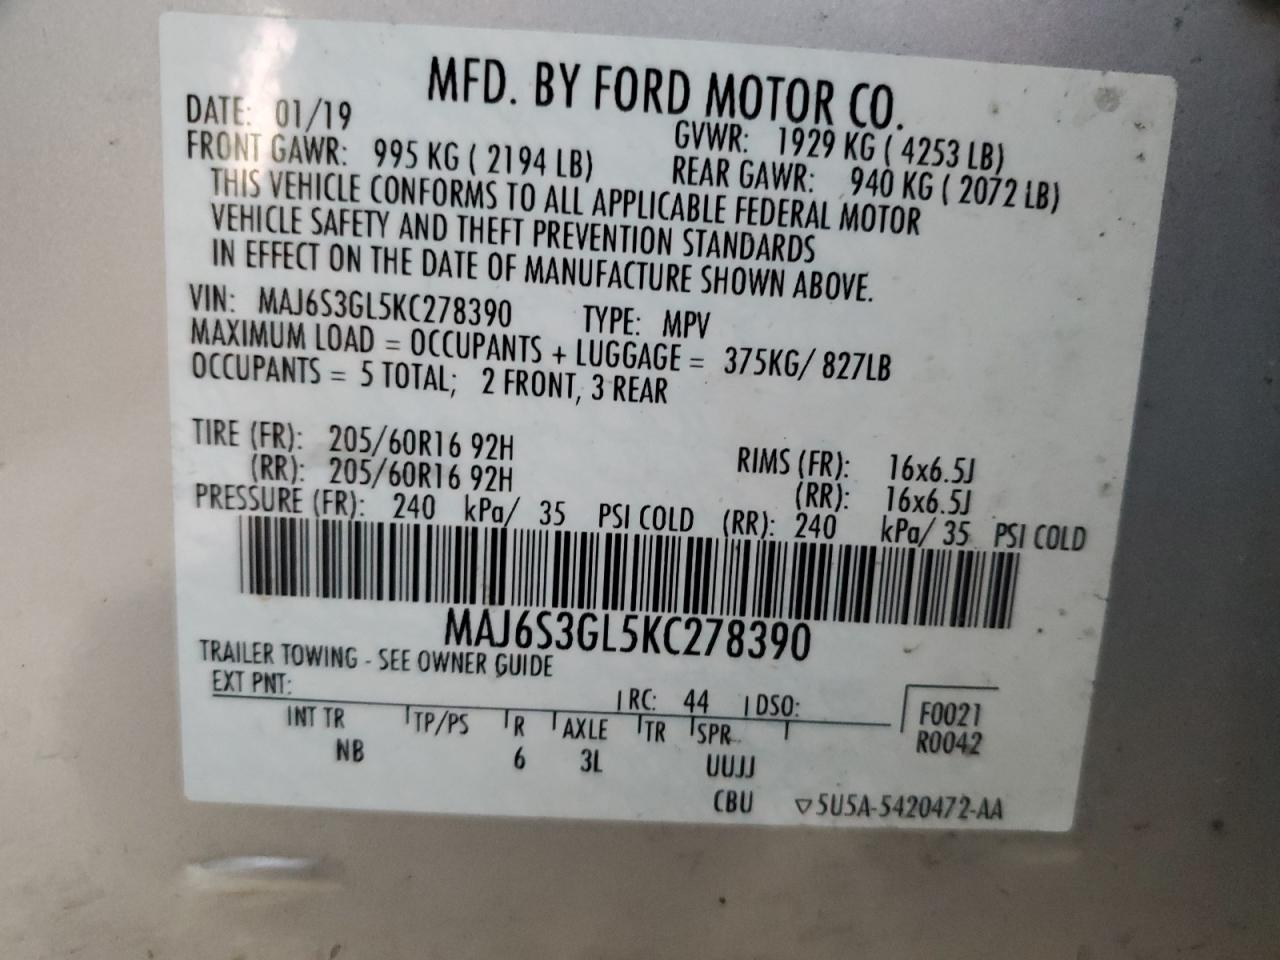 MFD. BY FORD MOTOR CO.
DATE: 01/19 GVWR: 1929 KG ( 4253 LB)
FRONT GAWR: 995 KG ( 2194 LB) REAR GAWR: 940 KG ( 2072 LB)
THIS VEHICLE CONFORMS TO ALL APPLICABLE FEDERAL MOTOR
VEHICLE SAFETY AND THEFT PREVENTION STANDARDS
IN EFFECT ON THE DATE OF MANUFACTURE SHOWN ABOVE.
VIN: MAJ6S3GL5KC278390 TYPE: MPV
MAXIMUM LOAD = OCCUPANTS + LUGGAGE = 375KG/ 827LB
OCCUPANTS = 5 TOTAL; 2 FRONT, 3 REAR
TIRE (FR): 205/60R16 92H RIMS (FR): 16x6.5J
(RR): 205/60R16 92H (RR): 16x6.5J
PRESSURE (FR): 240 kPa/ 35 PSI COLD (RR): 240 kPa/ 35 PSI COLD
MAJ6S3GL5KC278390
TRAILER TOWING - SEE OWNER GUIDE
EXT PNT: RC: 44 DSO:
INT TR TP/PS R AXLE TR SPR F0021
NB 6 3L UUJJ R0042
CBU ▽5U5A-5420472-AA